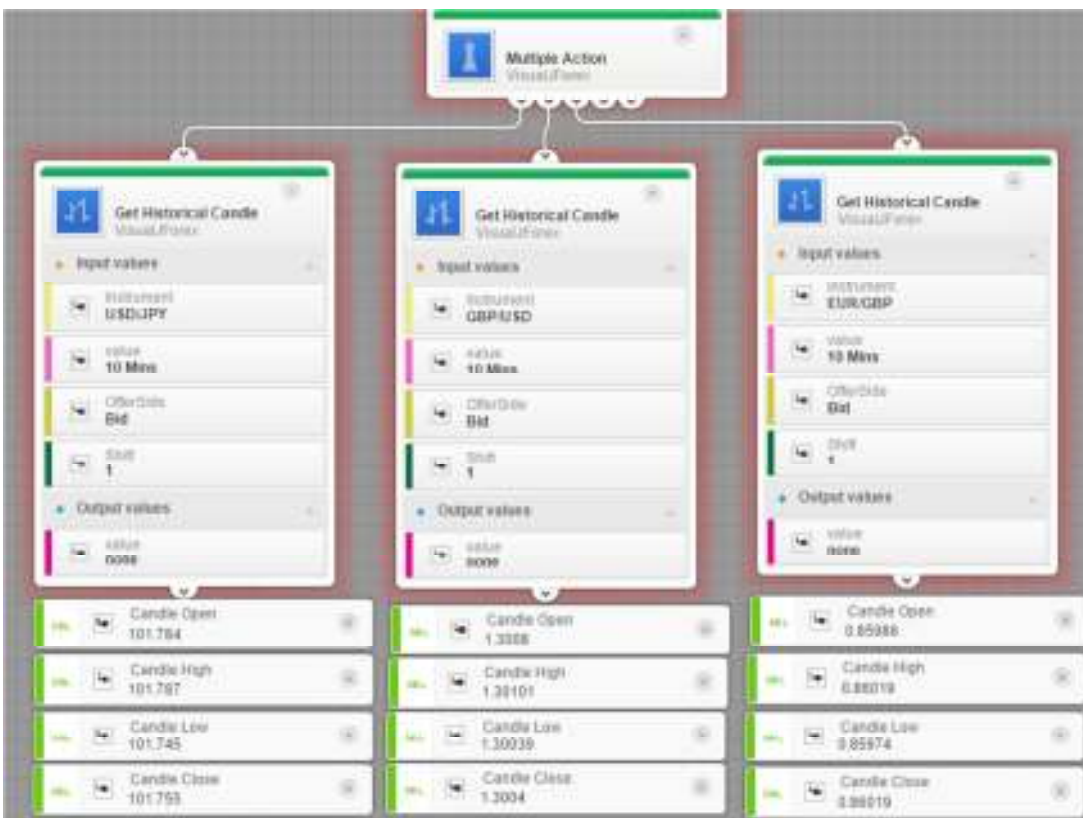 Multiple Action
VisualJForex
Get Historical Candle
VisualJForex
Input values
Instrument
USD/JPY
value
10 Mins
OfferSide
Bid
Shift
1
Output values
value
none
Candle Open
101.784
Candle High
101.787
Candle Low
101.745
Candle Close
101.753
Get Historical Candle
VisualJForex
Input values
Instrument
GBP/USD
value
10 Mins
OfferSide
Bid
Shift
1
Output values
value
none
Candle Open
1.3008
Candle High
1.30101
Candle Low
1.30039
Candle Close
1.3004
Get Historical Candle
VisualJForex
Input values
Instrument
EUR/GBP
value
10 Mins
OfferSide
Bid
Shift
1
Output values
value
none
Candle Open
0.85988
Candle High
0.86019
Candle Low
0.85974
Candle Close
0.86019